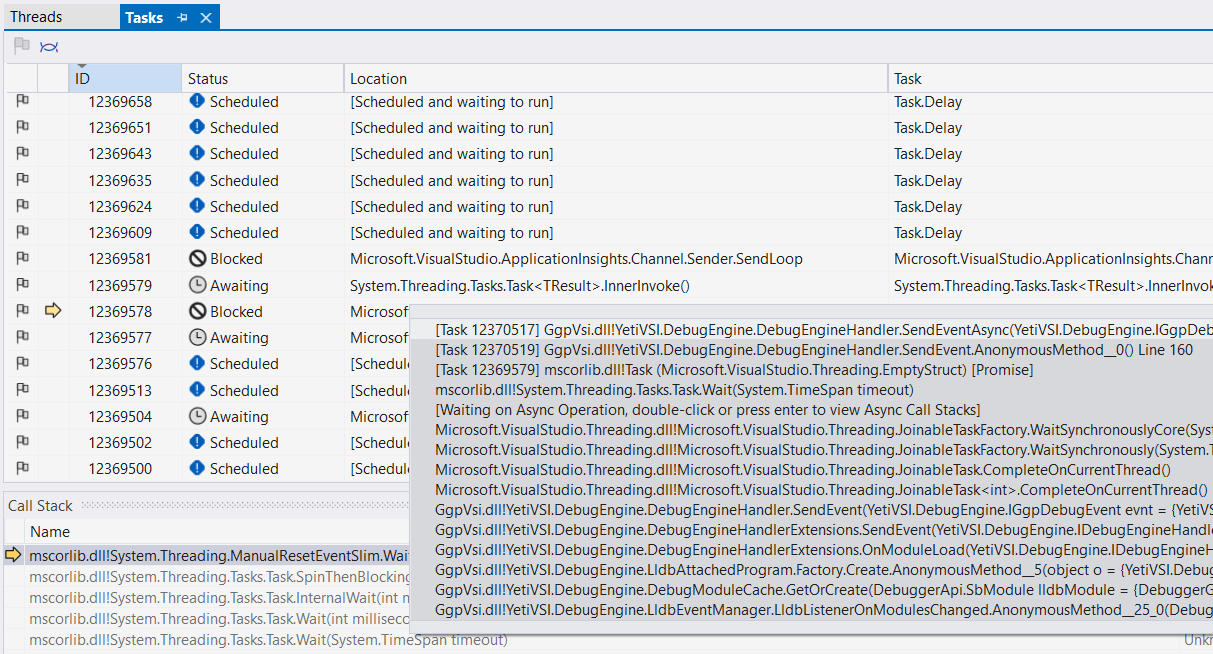 Threads Tasks
ID Status Location Task
12369658 Scheduled [Scheduled and waiting to run] Task.Delay
12369651 Scheduled [Scheduled and waiting to run] Task.Delay
12369643 Scheduled [Scheduled and waiting to run] Task.Delay
12369635 Scheduled [Scheduled and waiting to run] Task.Delay
12369624 Scheduled [Scheduled and waiting to run] Task.Delay
12369609 Scheduled [Scheduled and waiting to run] Task.Delay
12369581 Blocked Microsoft.VisualStudio.ApplicationInsights.Channel.Sender.SendLoop Microsoft.VisualStudio.ApplicationInsights.Chann
12369579 Awaiting System.Threading.Tasks.Task<TResult>.InnerInvoke() System.Threading.Tasks.Task<TResult>.InnerInvok
12369578 Blocked Microsof
12369577 Awaiting Microsof
12369576 Scheduled [Schedul
12369513 Scheduled [Schedul
12369504 Awaiting Microsof
12369502 Scheduled [Schedul
12369500 Scheduled [Schedul
[Task 12370517] GgpVsi.dll!YetiVSI.DebugEngine.DebugEngineHandler.SendEventAsync(YetiVSI.DebugEngine.IGgpDeb
[Task 12370519] GgpVsi.dll!YetiVSI.DebugEngine.DebugEngineHandler.SendEvent.AnonymousMethod__0() Line 160
[Task 12369579] mscorlib.dll!Task (Microsoft.VisualStudio.Threading.EmptyStruct) [Promise]
mscorlib.dll!System.Threading.Tasks.Task.Wait(System.TimeSpan timeout)
[Waiting on Async Operation, double-click or press enter to view Async Call Stacks]
Microsoft.VisualStudio.Threading.dll!Microsoft.VisualStudio.Threading.JoinableTaskFactory.WaitSynchronouslyCore(Sys
Microsoft.VisualStudio.Threading.dll!Microsoft.VisualStudio.Threading.JoinableTaskFactory.WaitSynchronously(System.T
Microsoft.VisualStudio.Threading.dll!Microsoft.VisualStudio.Threading.JoinableTask.CompleteOnCurrentThread()
Microsoft.VisualStudio.Threading.dll!Microsoft.VisualStudio.Threading.JoinableTask<int>.CompleteOnCurrentThread()
GgpVsi.dll!YetiVSI.DebugEngine.DebugEngineHandler.SendEvent(YetiVSI.DebugEngine.IGgpDebugEvent evnt = {YetiVS
GgpVsi.dll!YetiVSI.DebugEngine.DebugEngineHandlerExtensions.SendEvent(YetiVSI.DebugEngine.IDebugEngineHandl
GgpVsi.dll!YetiVSI.DebugEngine.DebugEngineHandlerExtensions.OnModuleLoad(YetiVSI.DebugEngine.IDebugEngineH
GgpVsi.dll!YetiVSI.DebugEngine.LldbAttachedProgram.Factory.Create.AnonymousMethod__5(object o = {YetiVSI.Debug
GgpVsi.dll!YetiVSI.DebugEngine.DebugModuleCache.GetOrCreate(DebuggerApi.SbModule lldbModule = {DebuggerG
GgpVsi.dll!YetiVSI.DebugEngine.LldbEventManager.LldbListenerOnModulesChanged.AnonymousMethod__25_0(Debug
Call Stack
Name
mscorlib.dll!System.Threading.ManualResetEventSlim.Wai
mscorlib.dll!System.Threading.Tasks.Task.SpinThenBlocking
mscorlib.dll!System.Threading.Tasks.Task.InternalWait(int m
mscorlib.dll!System.Threading.Tasks.Task.Wait(int milliseco
mscorlib.dll!System.Threading.Tasks.Task.Wait(System.TimeSpan timeout) Unkn